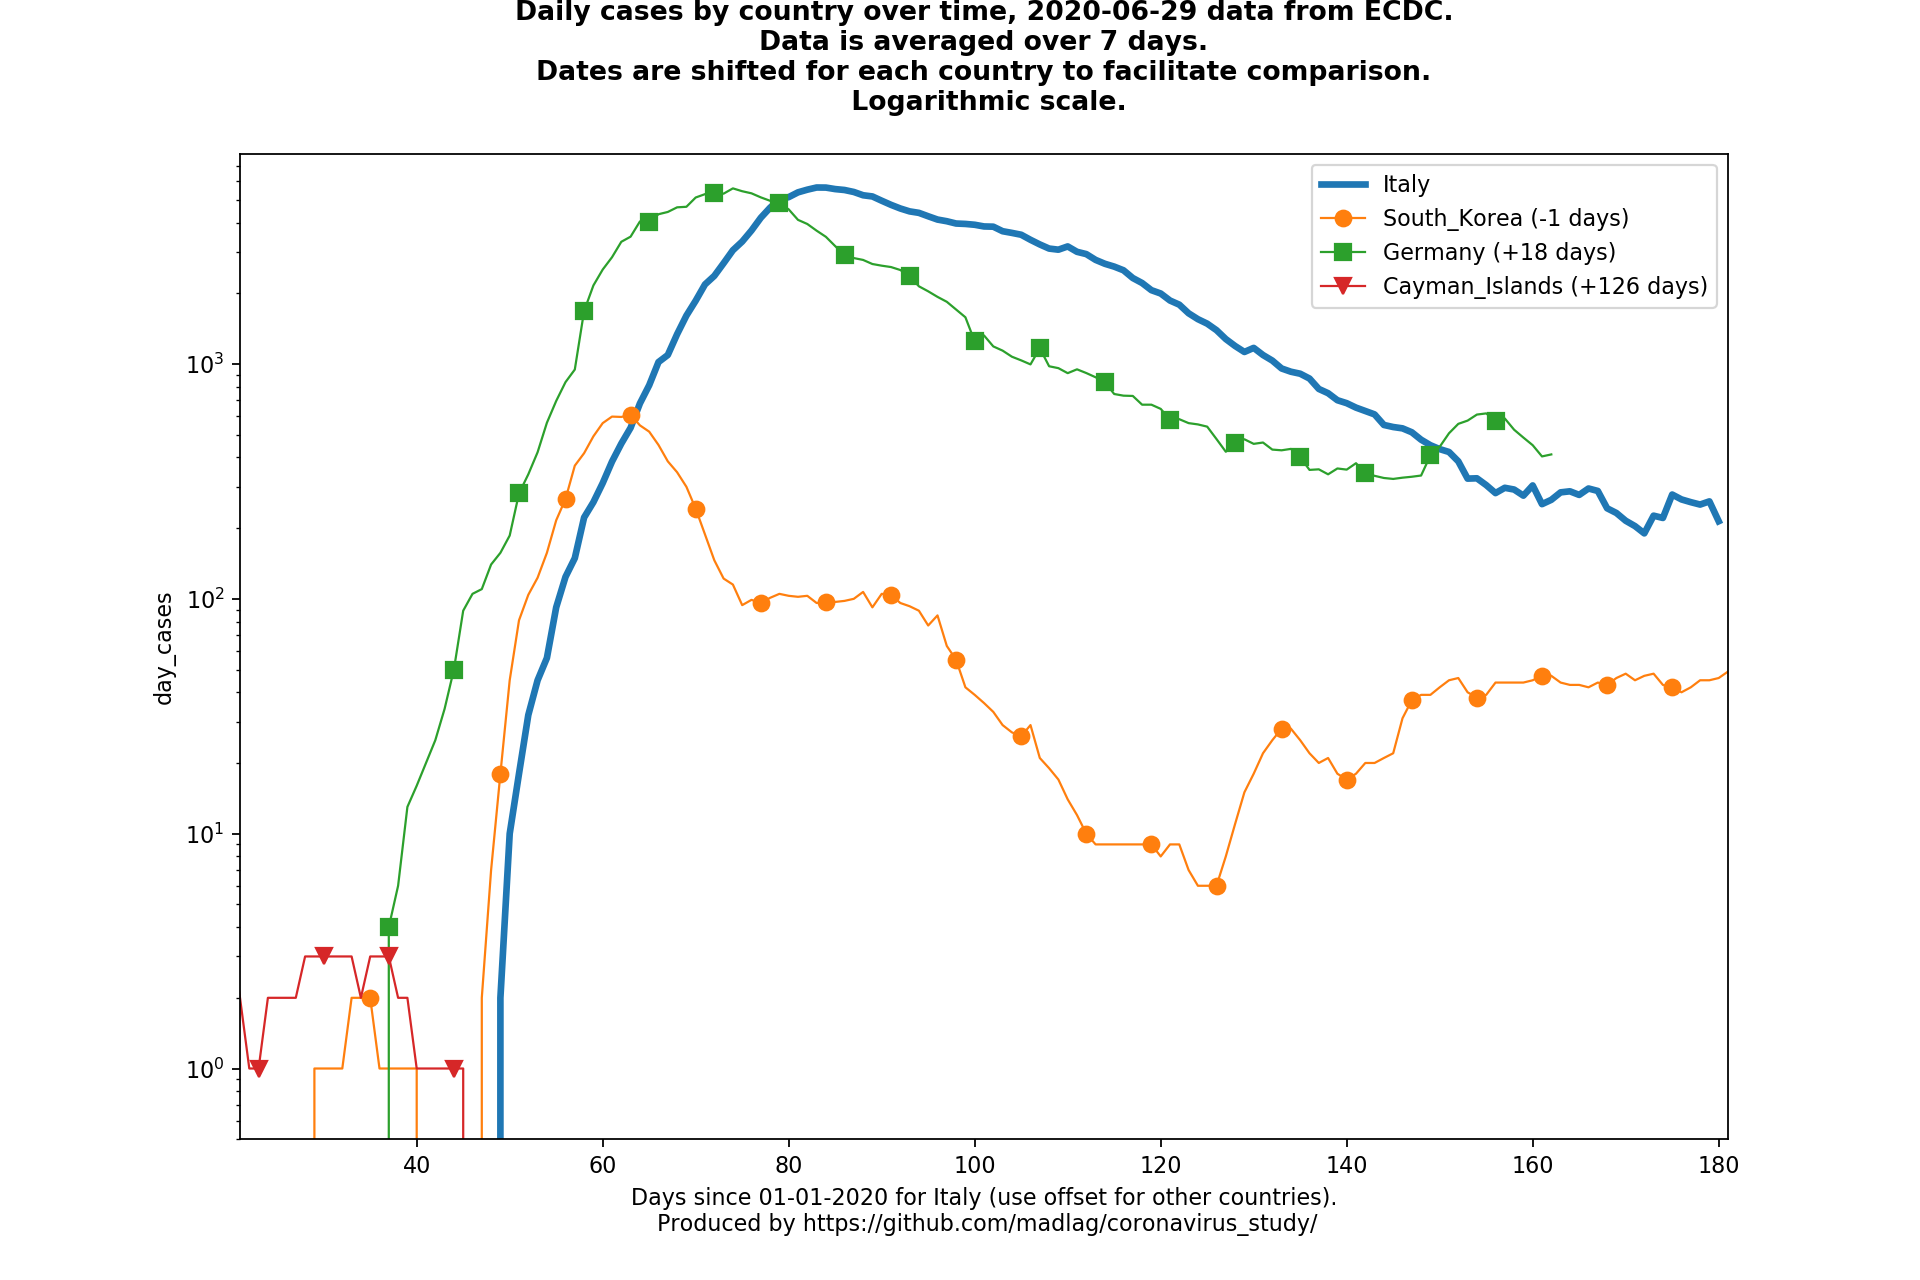 Daily cases by country over time, 2020-06-29 data from ECDC.
Data is averaged over 7 days.
Dates are shifted for each country to facilitate comparison.
Logarithmic scale.
Italy
South_Korea (-1 days)
Germany (+18 days)
Cayman_Islands (+126 days)
day_cases
10³
10²
10¹
10⁰
40 60 80 100 120 140 160 180
Days since 01-01-2020 for Italy (use offset for other countries).
Produced by https://github.com/madlag/coronavirus_study/